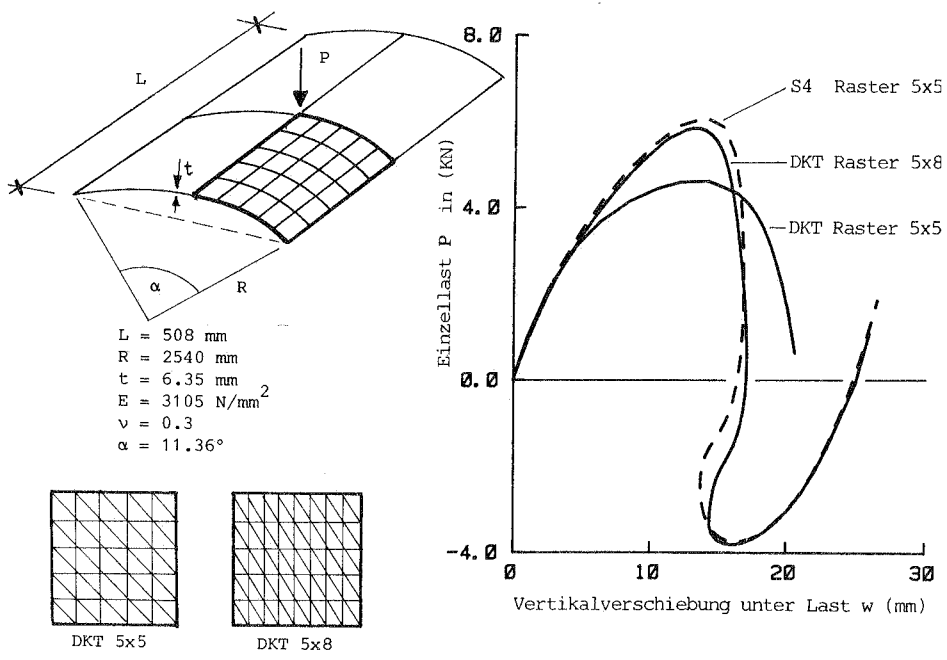 L
P
t
α
R
L = 508 mm
R = 2540 mm
t = 6.35 mm
E = 3105 N/mm²
ν = 0.3
α = 11.36°
DKT 5x5
DKT 5x8
Einzellast P in (KN)
8.0
4.0
0.0
-4.0
0
10
20
30
Vertikalverschiebung unter Last w (mm)
S4 Raster 5x5
DKT Raster 5x8
DKT Raster 5x5